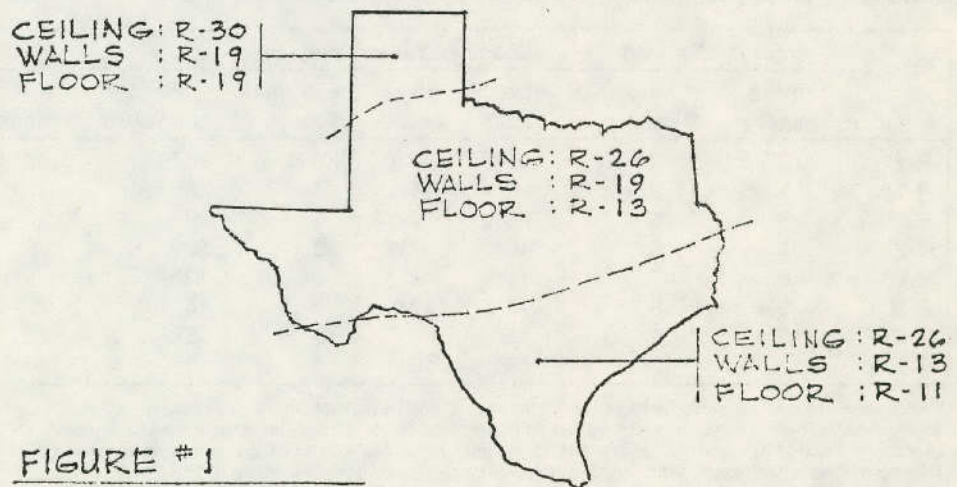 CEILING: R-30
WALLS : R-19
FLOOR : R-19
CEILING: R-26
WALLS : R-19
FLOOR : R-13
CEILING: R-26
WALLS : R-13
FLOOR : R-11
FIGURE #1